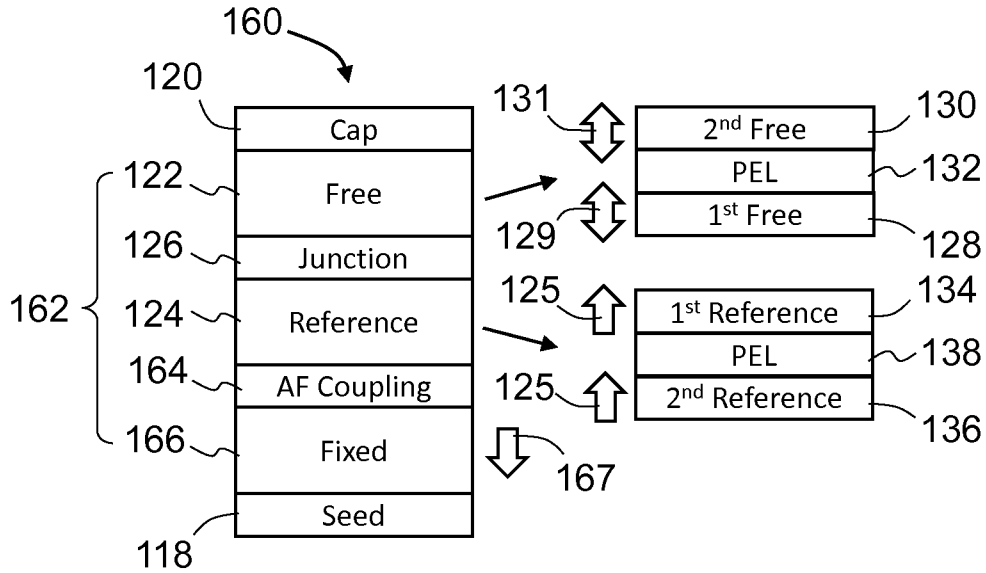 160
120
Cap
131
2nd Free
130
122
Free
PEL
132
129
1st Free
128
126
Junction
162
124
Reference
125
1st Reference
134
PEL
138
164
AF Coupling
125
2nd Reference
136
166
Fixed
167
118
Seed